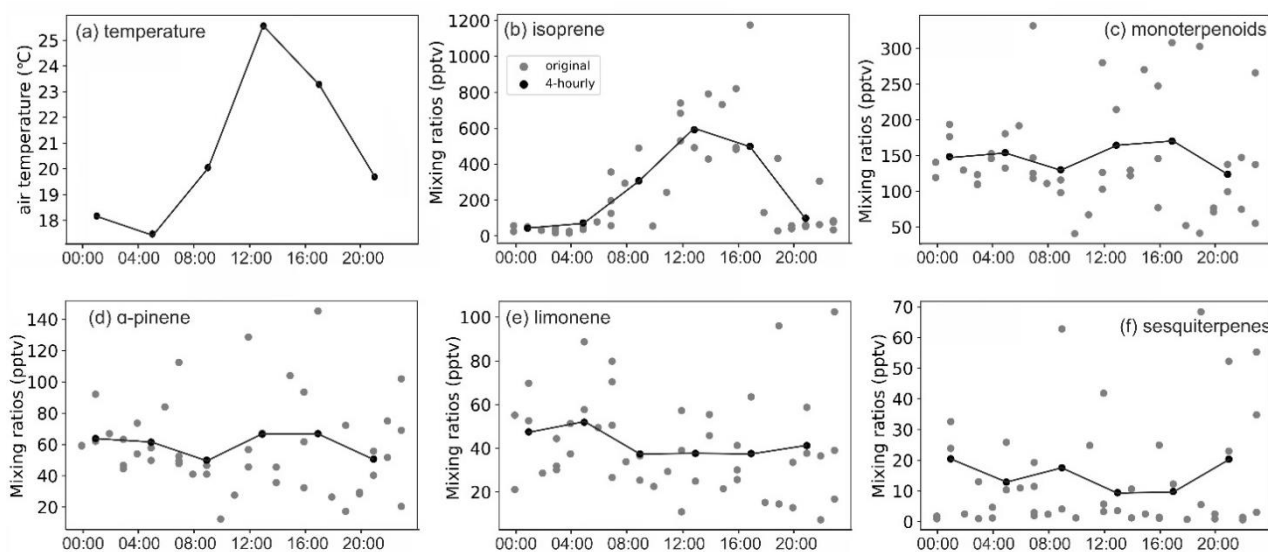 (a) temperature
air temperature (°C)
25
24
23
22
21
20
19
18
00:00 04:00 08:00 12:00 16:00 20:00
(b) isoprene
original
4-hourly
Mixing ratios (pptv)
1200
1000
800
600
400
200
0
00:00 04:00 08:00 12:00 16:00 20:00
(c) monoterpenoids
Mixing ratios (pptv)
300
250
200
150
100
50
00:00 04:00 08:00 12:00 16:00 20:00
(d) α-pinene
Mixing ratios (pptv)
140
120
100
80
60
40
20
00:00 04:00 08:00 12:00 16:00 20:00
(e) limonene
Mixing ratios (pptv)
100
80
60
40
20
00:00 04:00 08:00 12:00 16:00 20:00
(f) sesquiterpenes
Mixing ratios (pptv)
70
60
50
40
30
20
10
0
00:00 04:00 08:00 12:00 16:00 20:00